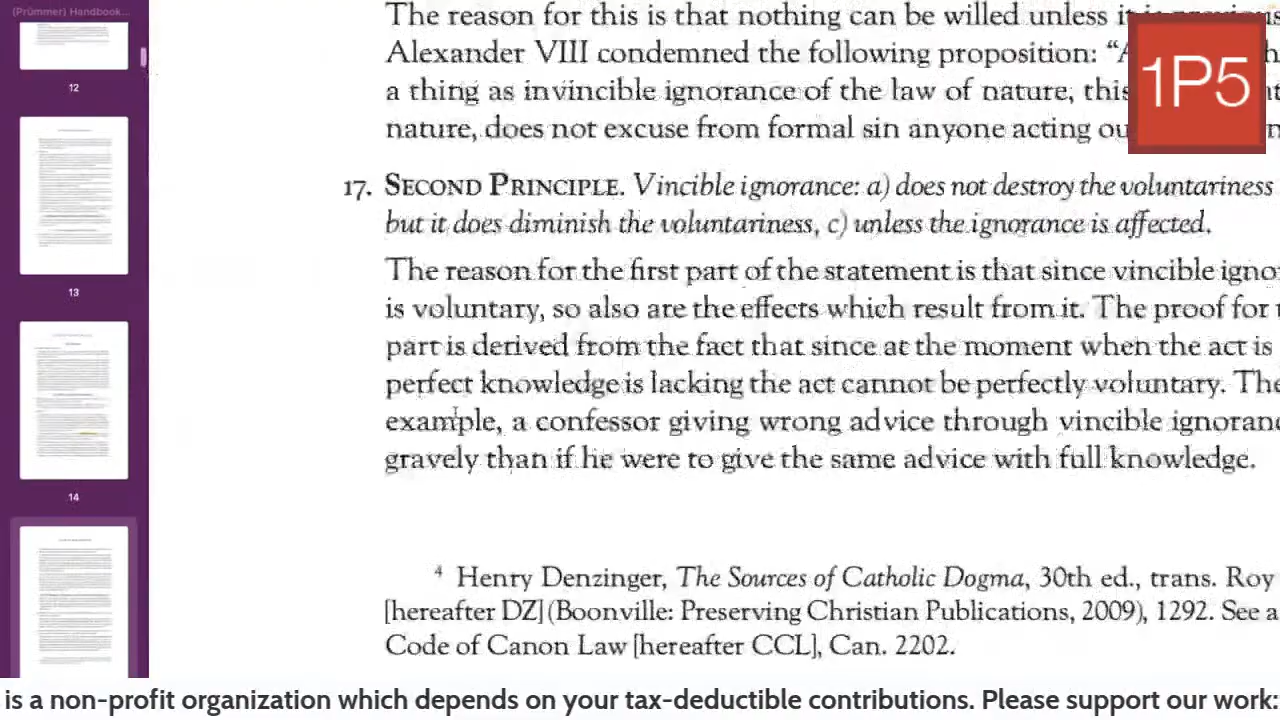 (Prümmer) Handbook...
12
13
14
The reason for this is that nothing can be willed unless it is
Alexander VIII condemned the following proposition: “
a thing as invincible ignorance of the law of nature, this
nature, does not excuse from formal sin anyone acting
1P5
17. SECOND PRINCIPLE. Vincible ignorance: a) does not destroy the voluntariness
but it does diminish the voluntariness, c) unless the ignorance is affected.
The reason for the first part of the statement is that since vincible
is voluntary, so also are the effects which result from it. The proof for
part is derived from the fact that since at the moment when the act is
perfect knowledge is lacking the act cannot be perfectly voluntary.
example, a confessor giving wrong advice through vincible
gravely than if he were to give the same advice with full knowledge.
4 Henry Denzinger, The Sources of Catholic Dogma, 30th ed., trans. Roy
[hereafter DZ] (Boonville: Preserving Christian Publications, 2009), 1292. See
Code of Canon Law [hereafter CCL], Can. 2202.
is a non-profit organization which depends on your tax-deductible contributions. Please support our work: